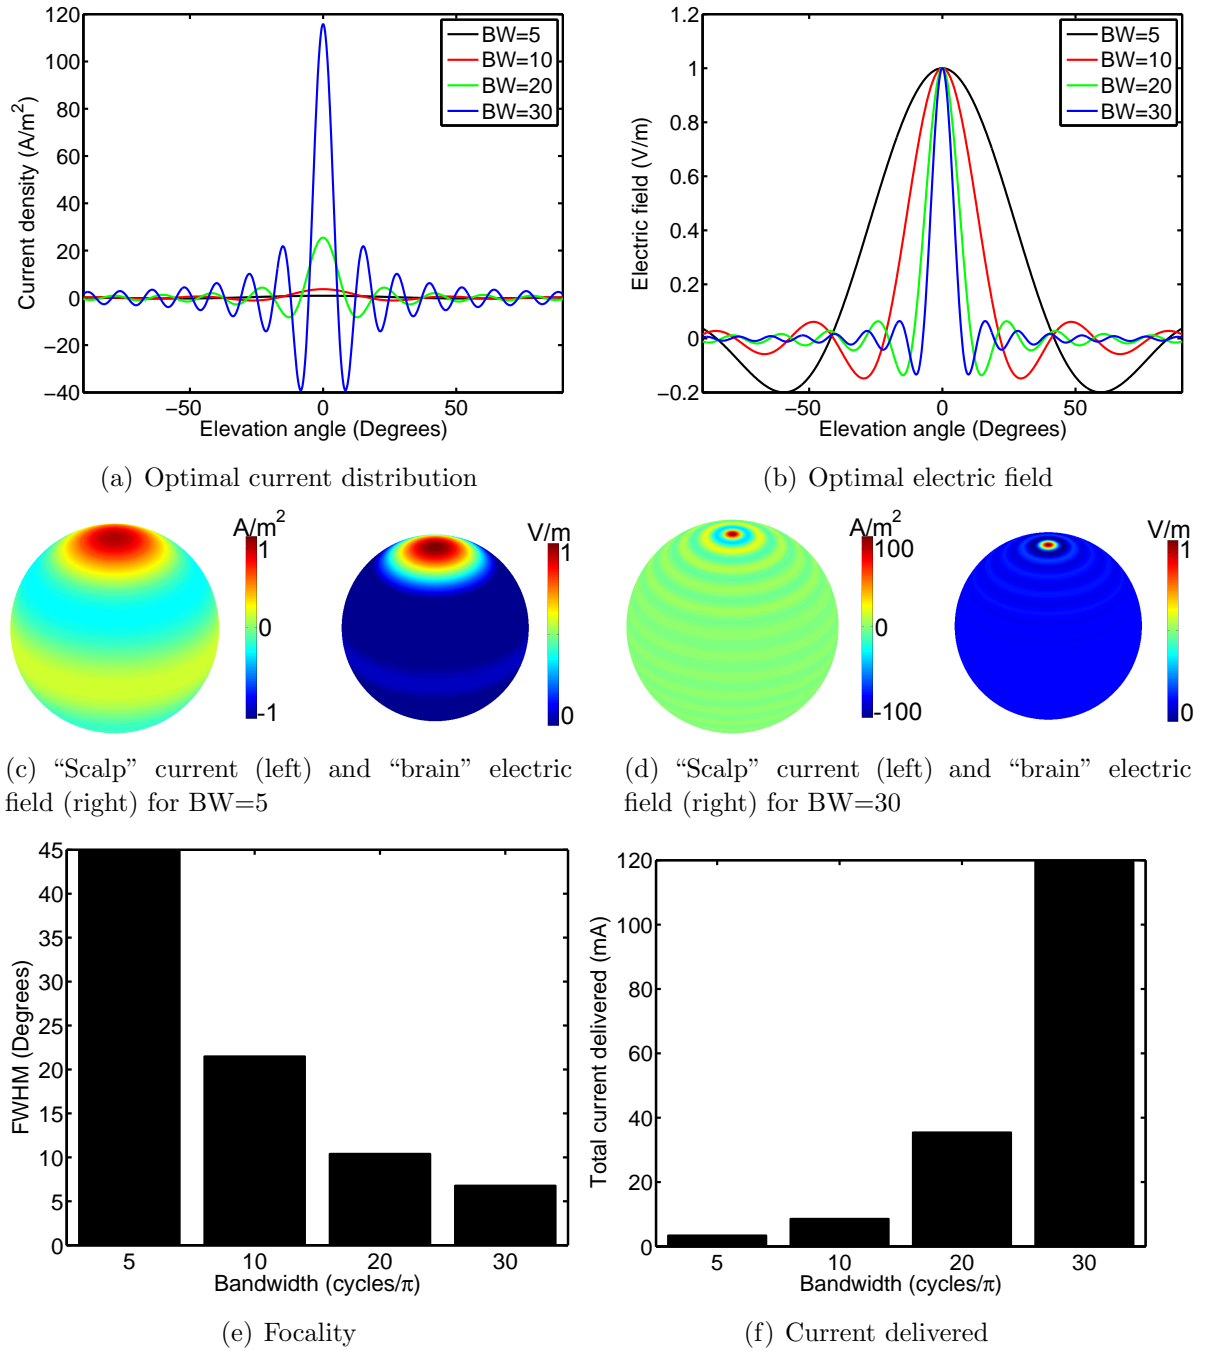 120
100
80
60
40
20
0
−20
−40
−50
0
50
Current density (A/m2)
Elevation angle (Degrees)
BW=5
BW=10
BW=20
BW=30
(a) Optimal current distribution
1.2
1
0.8
0.6
0.4
0.2
0
−0.2
−50
0
50
Electric field (V/m)
Elevation angle (Degrees)
BW=5
BW=10
BW=20
BW=30
(b) Optimal electric field
A/m2
1
0
-1
V/m
1
0
(c) “Scalp” current (left) and “brain” electric
field (right) for BW=5
A/m2
100
0
-100
V/m
1
0
(d) “Scalp” current (left) and “brain” electric
field (right) for BW=30
45
40
35
30
25
20
15
10
5
0
5
10
20
30
FWHM (Degrees)
Bandwidth (cycles/π)
(e) Focality
120
100
80
60
40
20
0
5
10
20
30
Total current delivered (mA)
Bandwidth (cycles/π)
(f) Current delivered